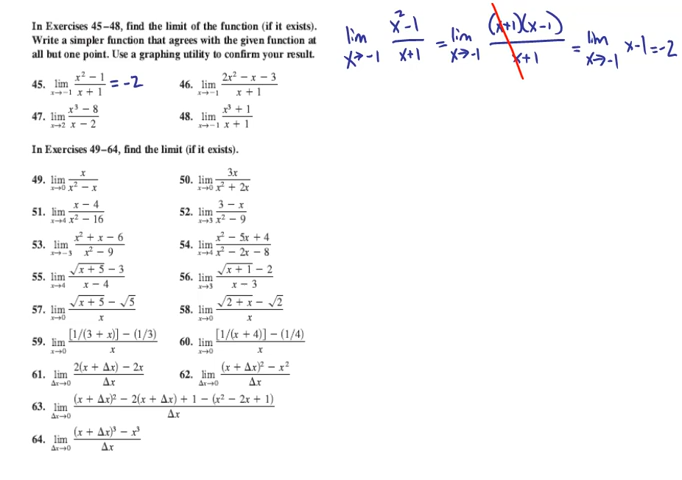 In Exercises 45–48, find the limit of the function (if it exists).
Write a simpler function that agrees with the given function at
all but one point. Use a graphing utility to confirm your result.
45. lim x→-1 (x² − 1)/(x + 1) = -2
46. lim x→-1 (2x² − x − 3)/(x + 1)
47. lim x→2 (x³ − 8)/(x − 2)
48. lim x→-1 (x³ + 1)/(x + 1)
In Exercises 49–64, find the limit (if it exists).
49. lim x→0 x/(x² − x)
50. lim x→0 3x/(x² + 2x)
51. lim x→4 (x − 4)/(x² − 16)
52. lim x→3 (3 − x)/(x² − 9)
53. lim x→-3 (x² + x − 6)/(x² − 9)
54. lim x→4 (x² − 5x + 4)/(x² − 2x − 8)
55. lim x→4 (√(x + 5) − 3)/(x − 4)
56. lim x→3 (√(x + 1) − 2)/(x − 3)
57. lim x→0 (√(x + 5) − √5)/x
58. lim x→0 (√(2 + x) − √2)/x
59. lim x→0 ([1/(3 + x)] − (1/3))/x
60. lim x→0 ([1/(x + 4)] − (1/4))/x
61. lim Δx→0 (2(x + Δx) − 2x)/Δx
62. lim Δx→0 ((x + Δx)² − x²)/Δx
63. lim Δx→0 ((x + Δx)² − 2(x + Δx) + 1 − (x² − 2x + 1))/Δx
64. lim Δx→0 ((x + Δx)³ − x³)/Δx
lim x→-1 (x²-1)/(x+1) = lim x→-1 ((x+1)(x-1))/(x+1) = lim x→-1 x-1 = -2